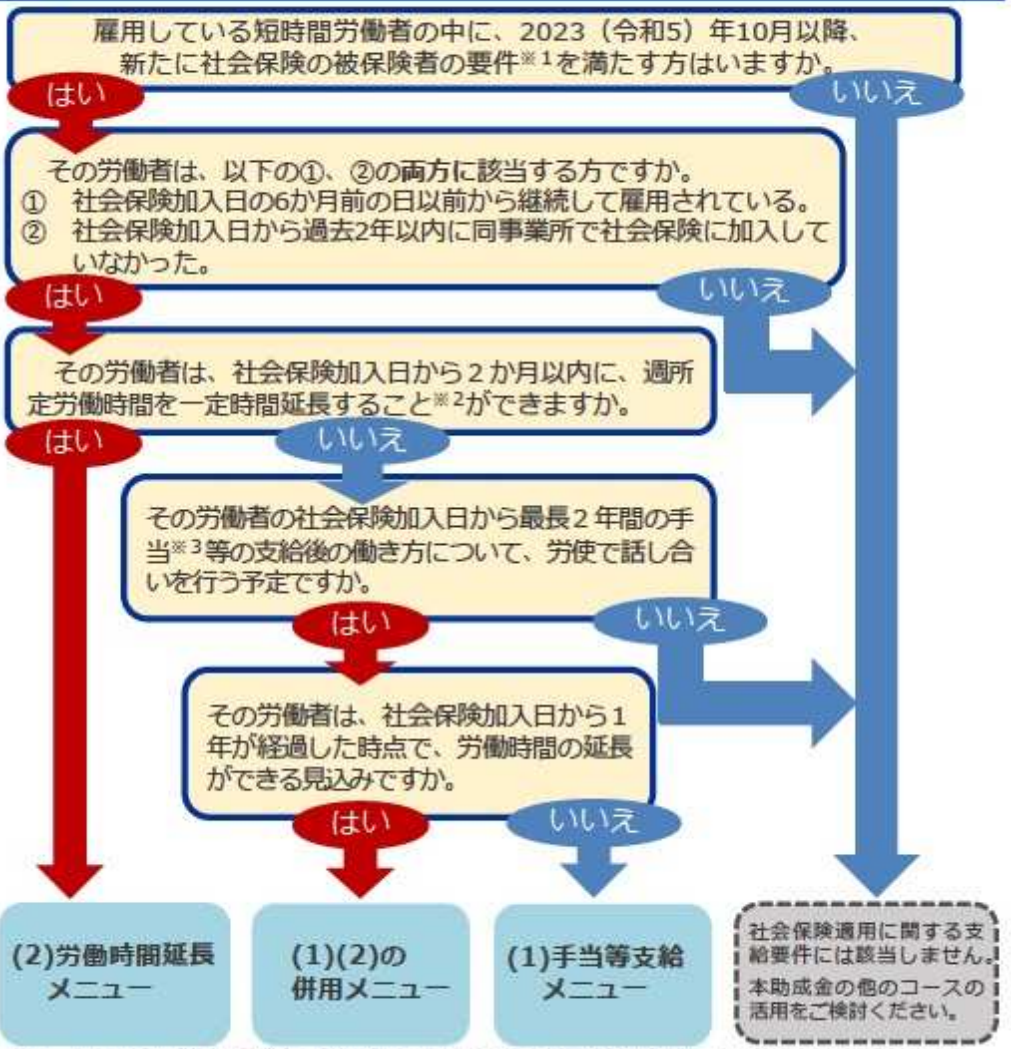 雇用している短時間労働者の中に、2023（令和5）年10月以降、
新たに社会保険の被保険者の要件※1を満たす方はいますか。
はい
いいえ
その労働者は、以下の①、②の両方に該当する方ですか。
① 社会保険加入日の6か月前の日以前から継続して雇用されている。
② 社会保険加入日から過去2年以内に同事業所で社会保険に加入して
いなかった。
はい
いいえ
その労働者は、社会保険加入日から２か月以内に、週所
定労働時間を一定時間延長すること※2ができますか。
はい
いいえ
その労働者の社会保険加入日から最長２年間の手
当※3等の支給後の働き方について、労使で話し合
いを行う予定ですか。
はい
いいえ
その労働者は、社会保険加入日から１
年が経過した時点で、労働時間の延長
ができる見込みですか。
はい
いいえ
(2)労働時間延長
メニュー
(1)(2)の
併用メニュー
(1)手当等支給
メニュー
社会保険適用に関する支
給要件には該当しません。
本助成金の他のコースの
活用をご検討ください。